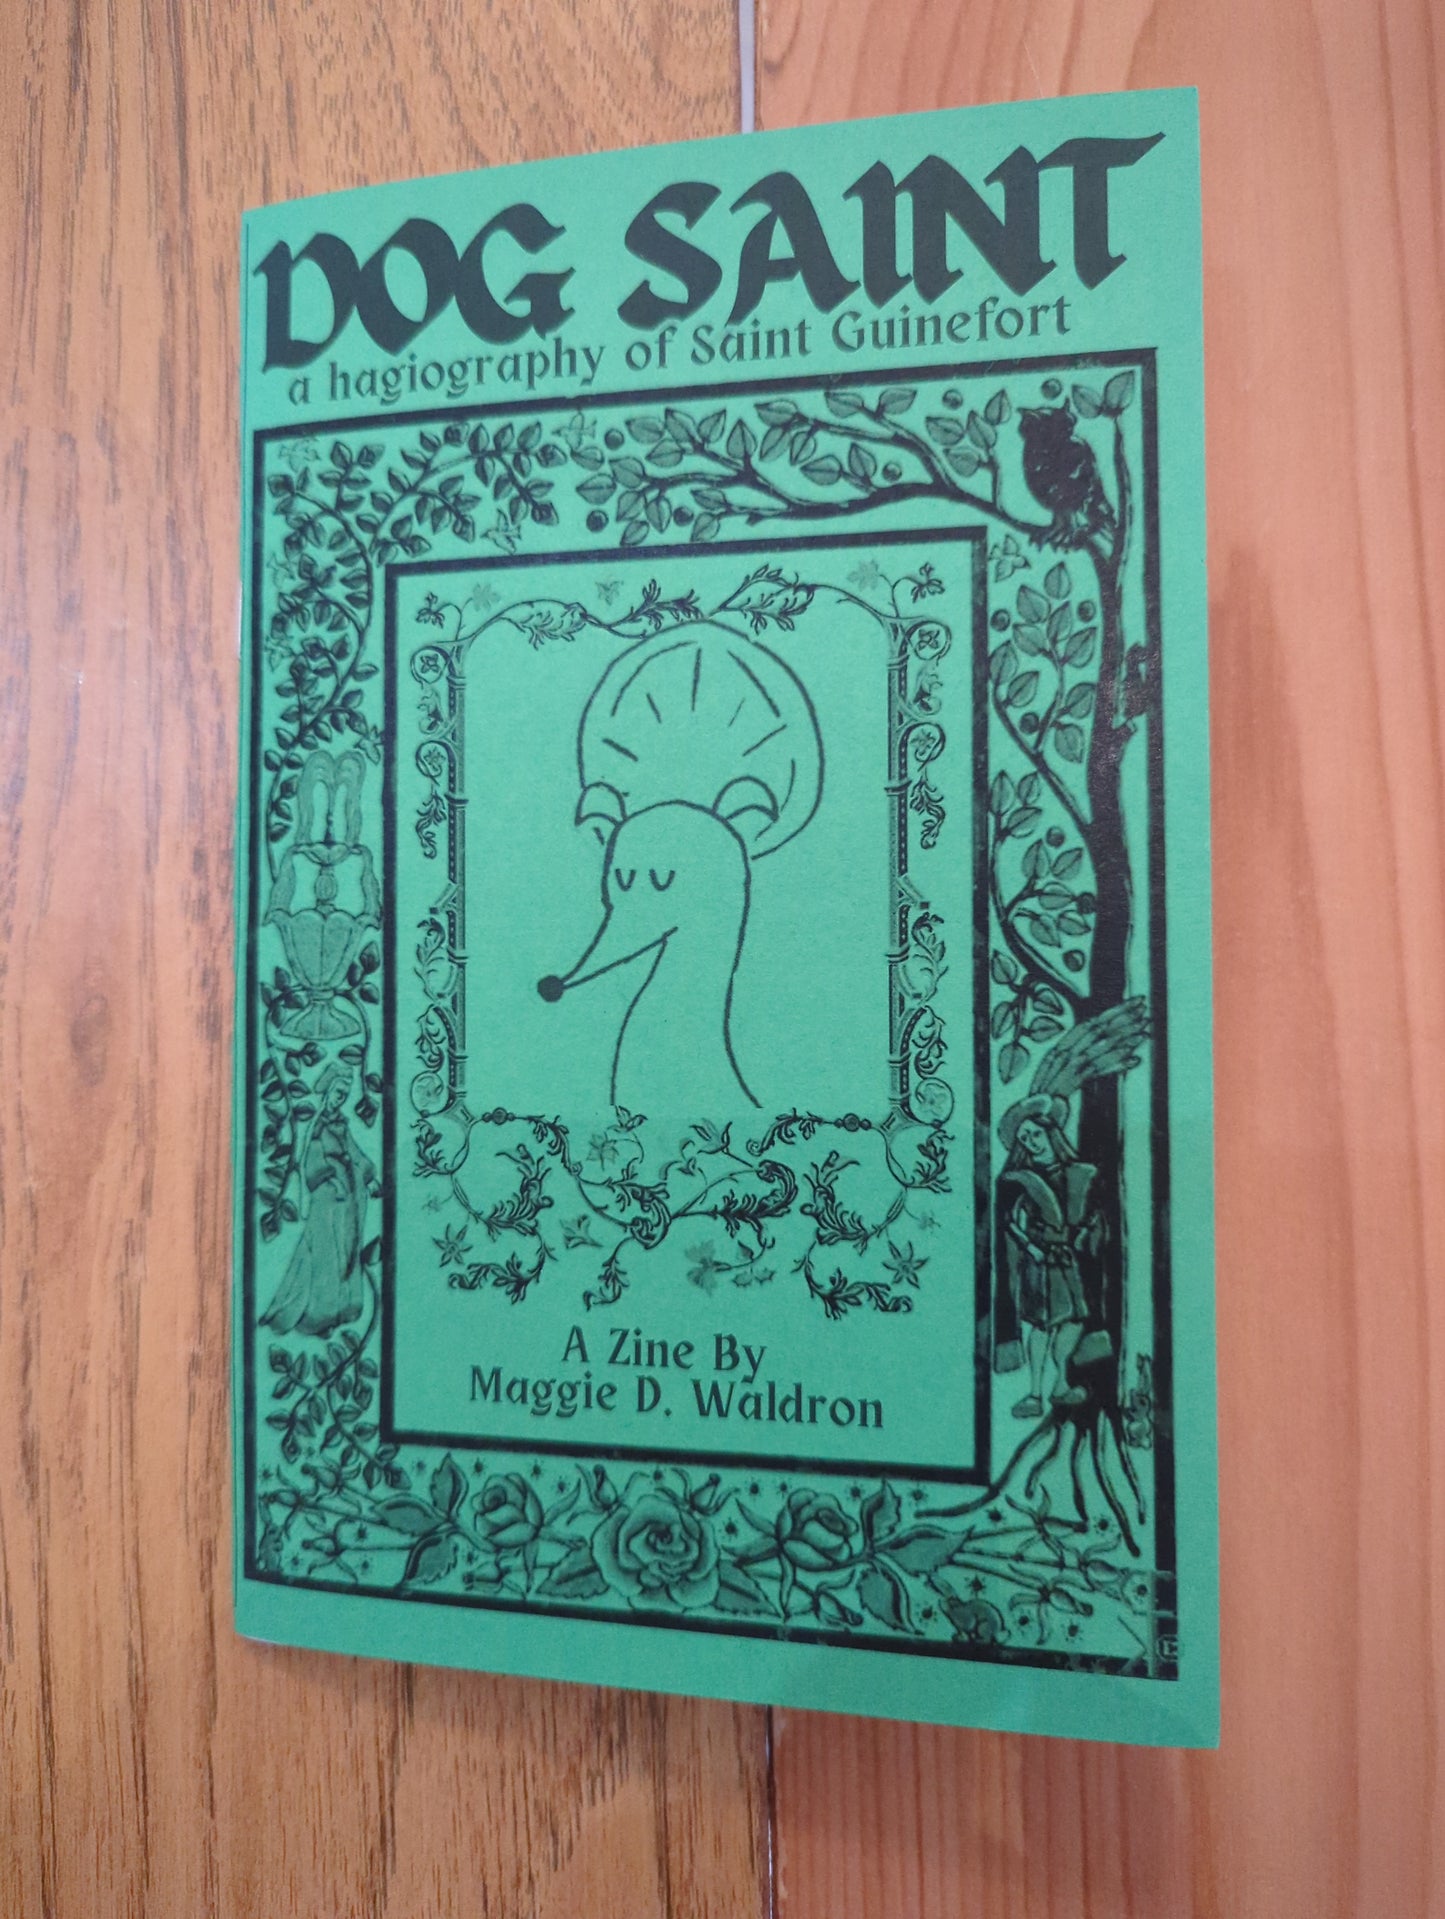 DOG SAINT
a hagiography of Saint Guinefort
A Zine By
Maggie D. Waldron